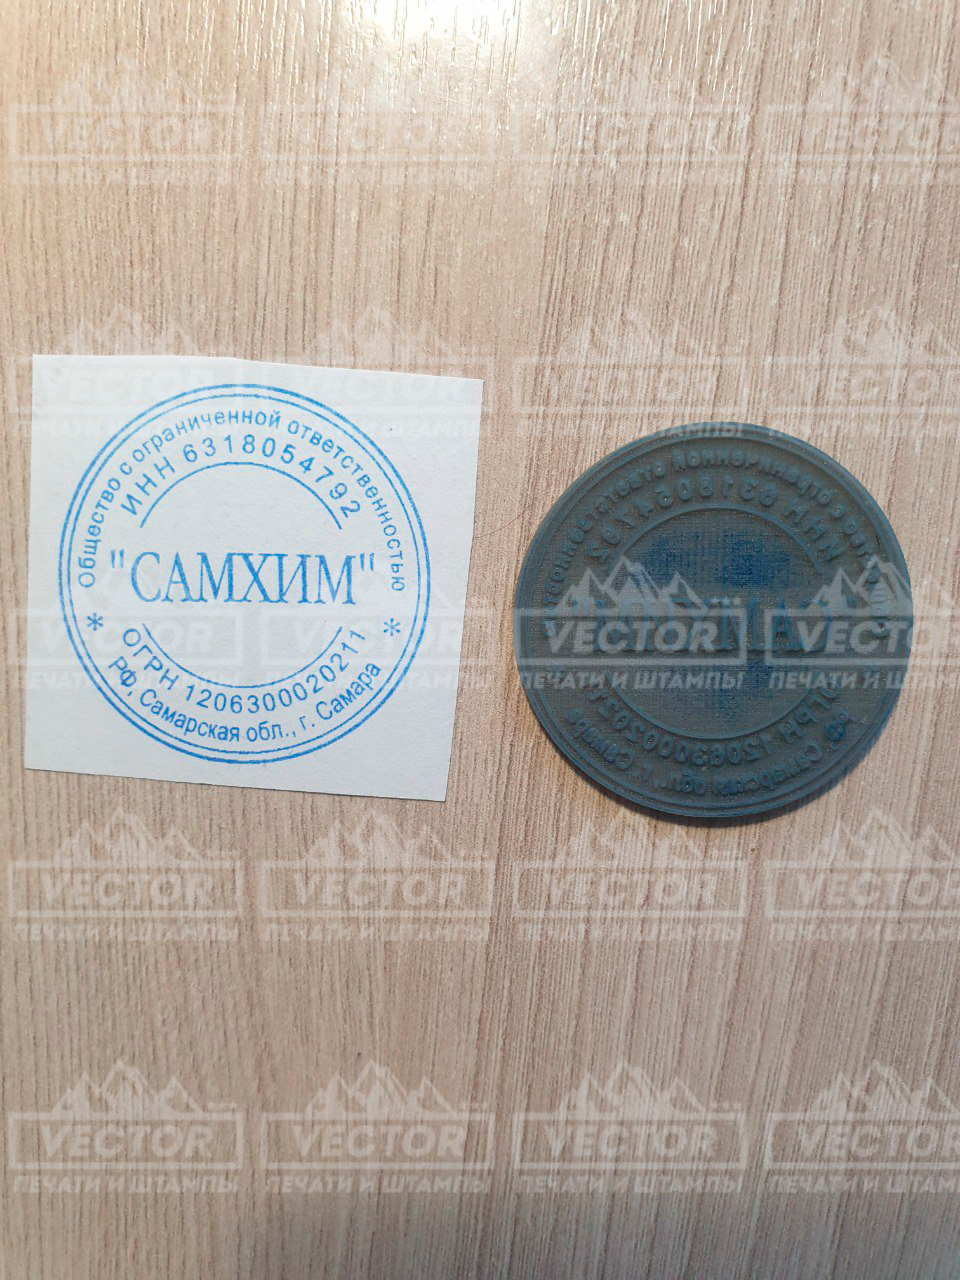 Общество с ограниченной ответственностью
ИНН 6318054792
"САМХИМ"
ОГРН 1206300020211
РФ, Самарская обл., г. Самара
* *
VECTOR
ПЕЧАТИ И ШТАМПЫ